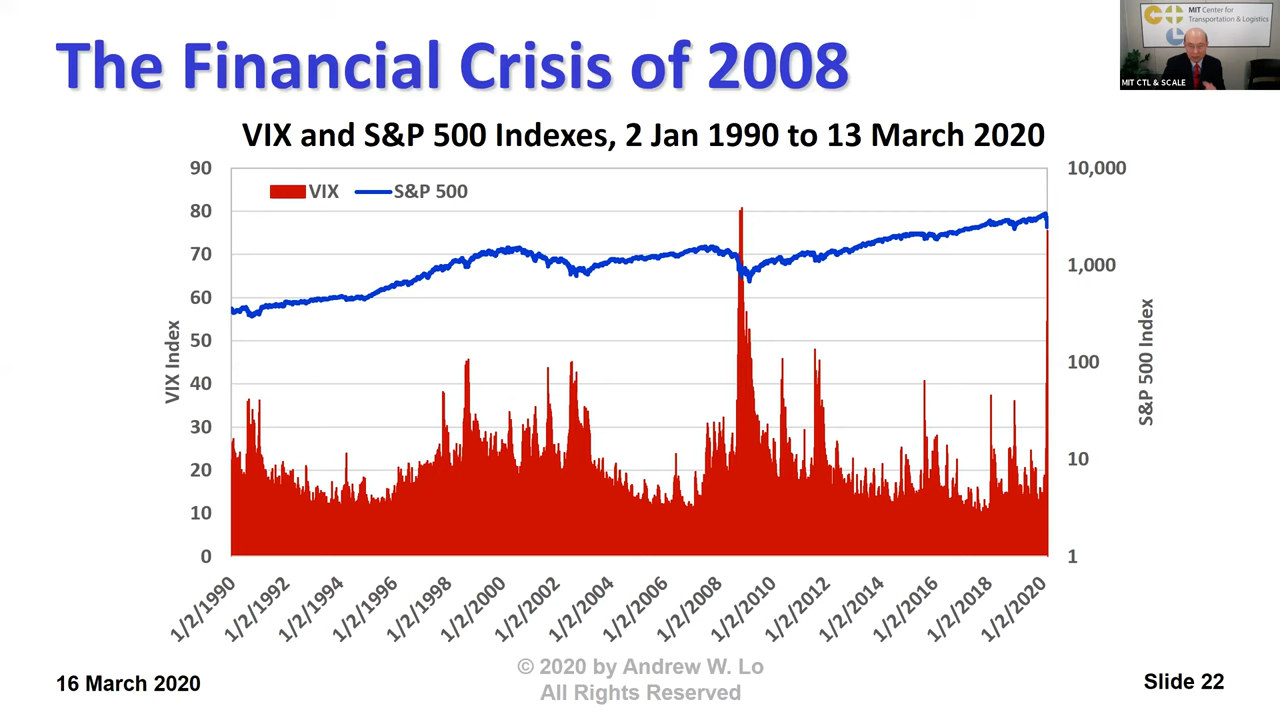 The Financial Crisis of 2008
MIT Center for
Transportation & Logistics
MIT CTL & SCALE
VIX and S&P 500 Indexes, 2 Jan 1990 to 13 March 2020
VIX
S&P 500
90
80
70
60
50
40
30
20
10
0
VIX Index
10,000
1,000
100
10
1
S&P 500 Index
1/2/1990
1/2/1992
1/2/1994
1/2/1996
1/2/1998
1/2/2000
1/2/2002
1/2/2004
1/2/2006
1/2/2008
1/2/2010
1/2/2012
1/2/2014
1/2/2016
1/2/2018
1/2/2020
16 March 2020
© 2020 by Andrew W. Lo
All Rights Reserved
Slide 22